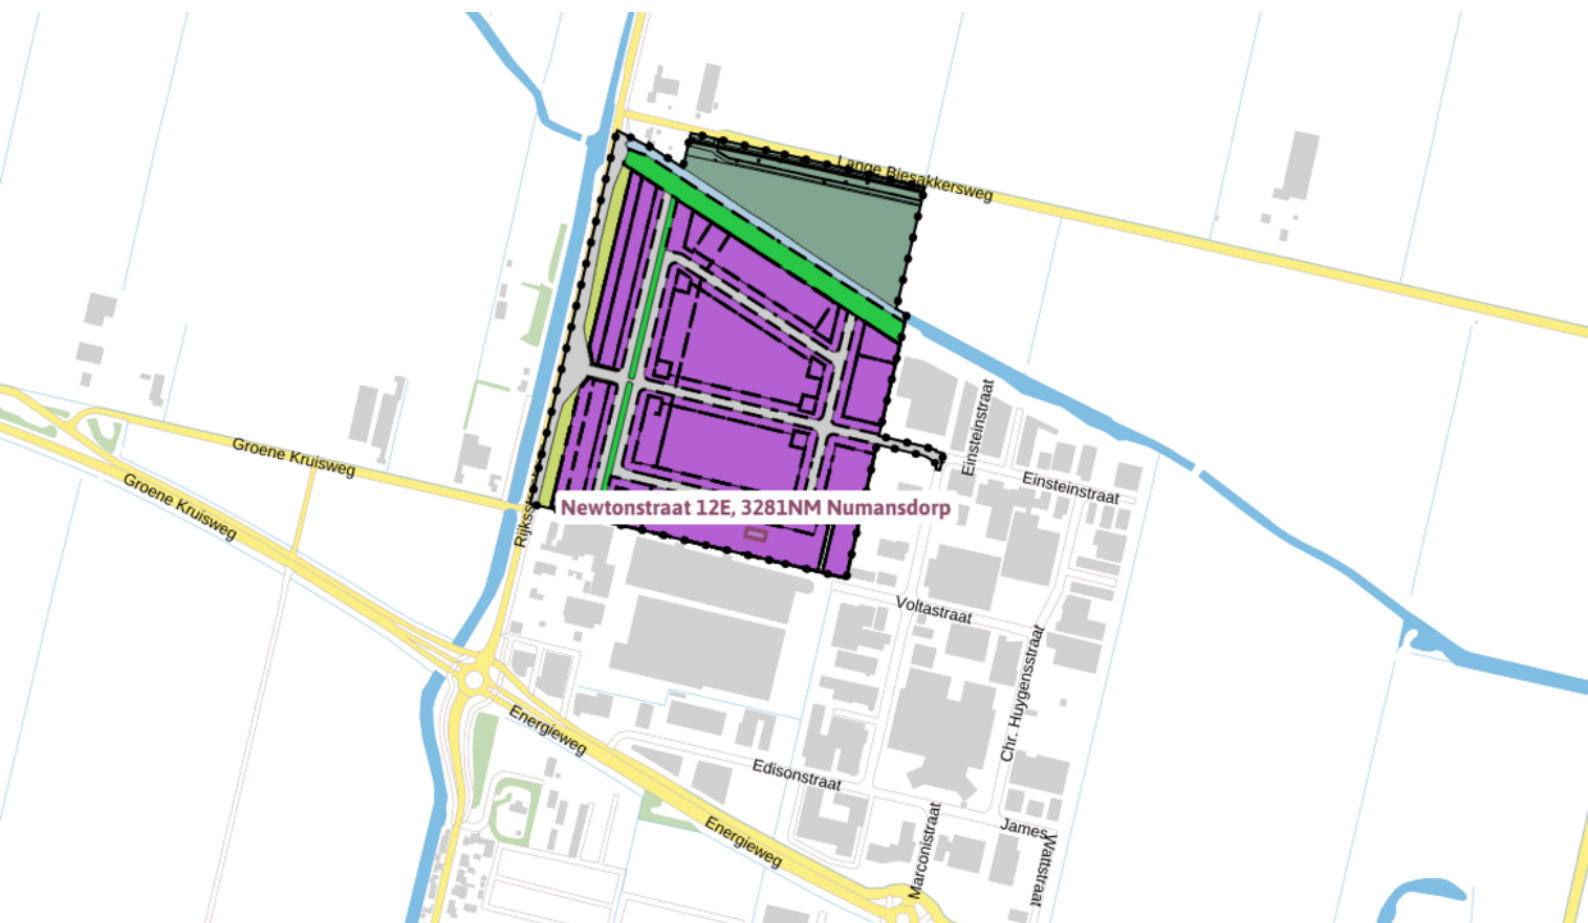 Lange Biesakkersweg
Einsteinstraat
Groene Kruisweg
Einsteinstraat
Groene Kruisweg
Newtonstraat 12E, 3281NM Numansdorp
Voltastraat
Chr. Huygensstraat
Energieweg
Edisonstraat
Marconistraat
Energieweg
James
Wattstraat